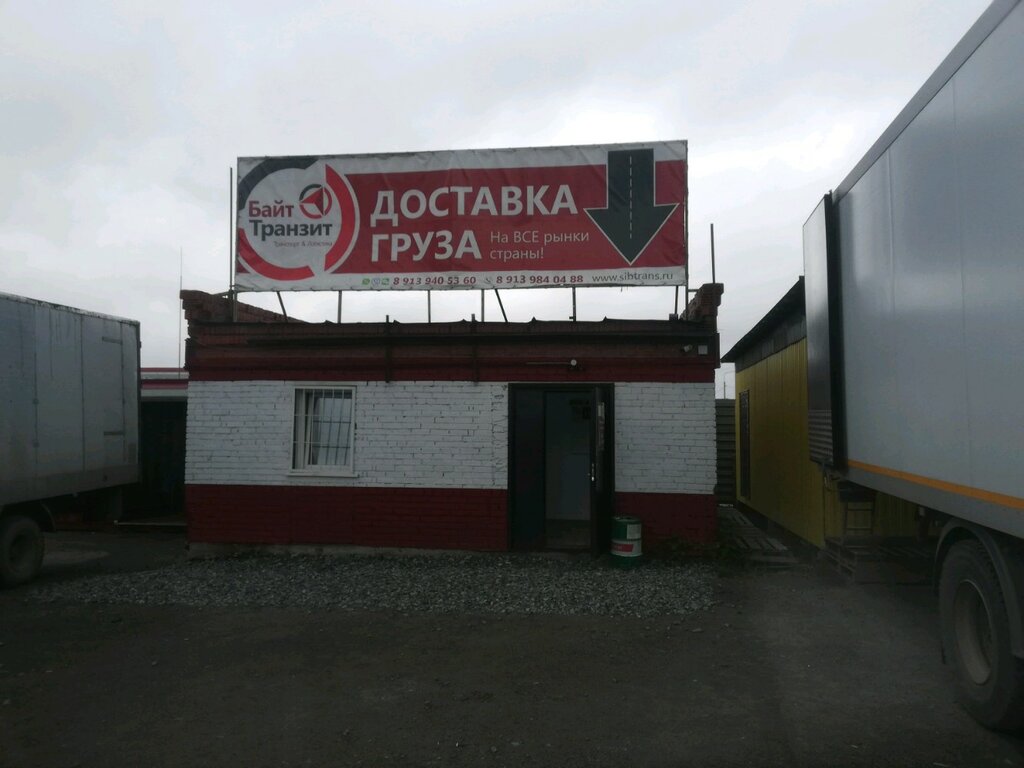 Байт
Транзит
Транспорт & Логистика
ДОСТАВКА
ГРУЗА
На ВСЕ рынки
страны!
8 913 940 53 60
8 913 984 04 88
www.sibtrans.ru